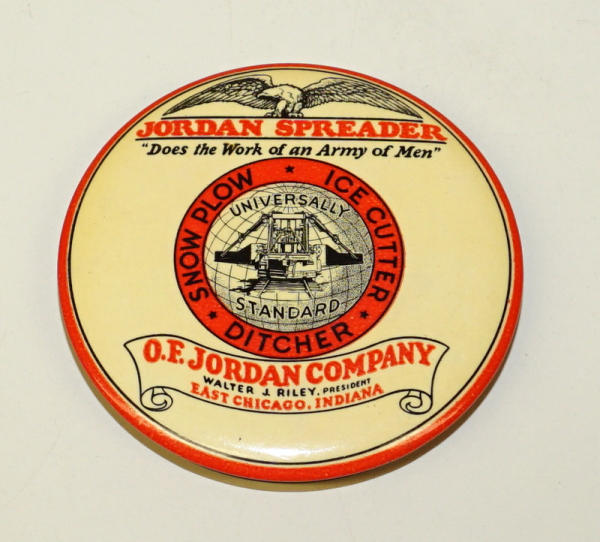 JORDAN SPREADER
"Does the Work of an Army of Men"
SNOW PLOW ★ ICE CUTTER ★ DITCHER ★
UNIVERSALLY
STANDARD
O.F. JORDAN COMPANY
WALTER J. RILEY, PRESIDENT
EAST CHICAGO, INDIANA